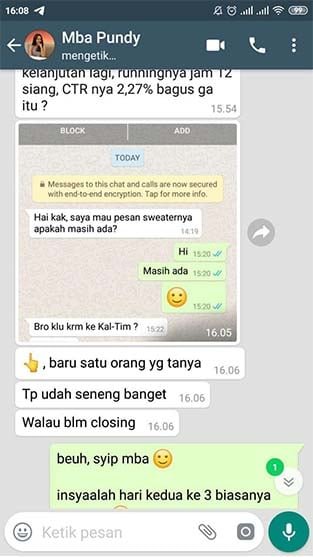 16:08
99
Mba Pundy
mengetik…
kelanjutan lagi, runningnya jam 12
siang, CTR nya 2,27% bagus ga
itu ?
15.54
BLOCK
ADD
TODAY
Messages to this chat and calls are now secured
with end-to-end encryption. Tap for more info.
Hai kak, saya mau pesan sweaternya
apakah masih ada?
14:19
Hi
15:20
Masih ada
15:20
15:20
Bro klu krm ke Kal-Tim ?
15:22
16.05
, baru satu orang yg tanya
16.06
Tp udah seneng banget
16.06
Walau blm closing
16.06
beuh, syip mba
1
insyaalah hari kedua ke 3 biasanya
Ketik pesan